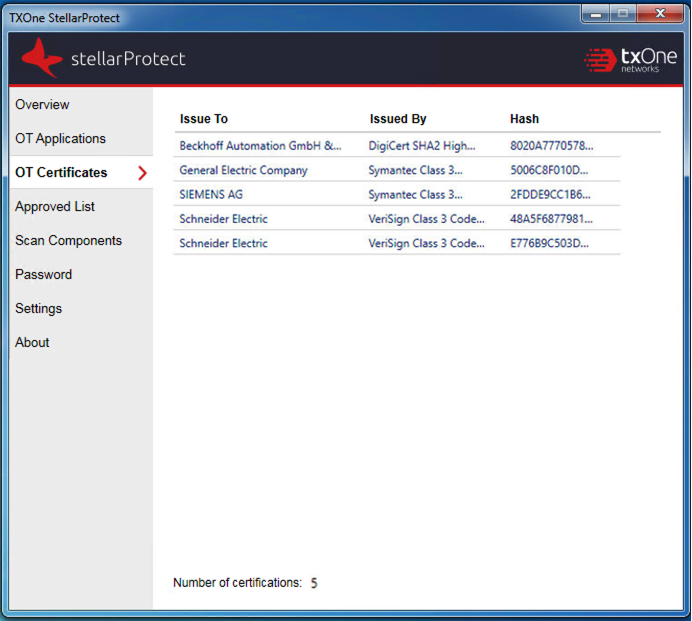 TXOne StellarProtect
stellarProtect
txOne
networks
Overview
OT Applications
OT Certificates
Approved List
Scan Components
Password
Settings
About
Issue To Issued By Hash
Beckhoff Automation GmbH &... DigiCert SHA2 High... 8020A7770578...
General Electric Company Symantec Class 3... 5006C8F010D...
SIEMENS AG Symantec Class 3... 2FDDE9CC1B6...
Schneider Electric VeriSign Class 3 Code... 48A5F6877981...
Schneider Electric VeriSign Class 3 Code... E776B9C503D...
Number of certifications: 5